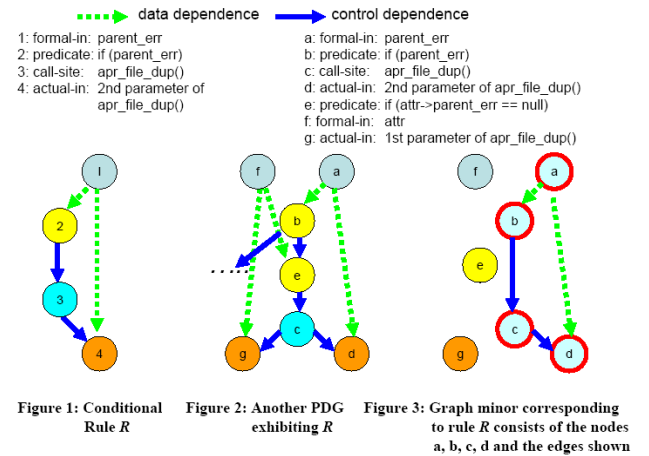 data dependence control dependence
1: formal-in: parent_err
2: predicate: if (parent_err)
3: call-site: apr_file_dup()
4: actual-in: 2nd parameter of
apr_file_dup()
a: formal-in: parent_err
b: predicate: if (parent_err)
c: call-site: apr_file_dup()
d: actual-in: 2nd parameter of apr_file_dup()
e: predicate: if (attr->parent_err == null)
f: formal-in: attr
g: actual-in: 1st parameter of apr_file_dup()
I
2
3
4
f a
b
.....
e
c
g d
f a
b
e
c
g d
Figure 1: Conditional
Rule R
Figure 2: Another PDG
exhibiting R
Figure 3: Graph minor corresponding
to rule R consists of the nodes
a, b, c, d and the edges shown